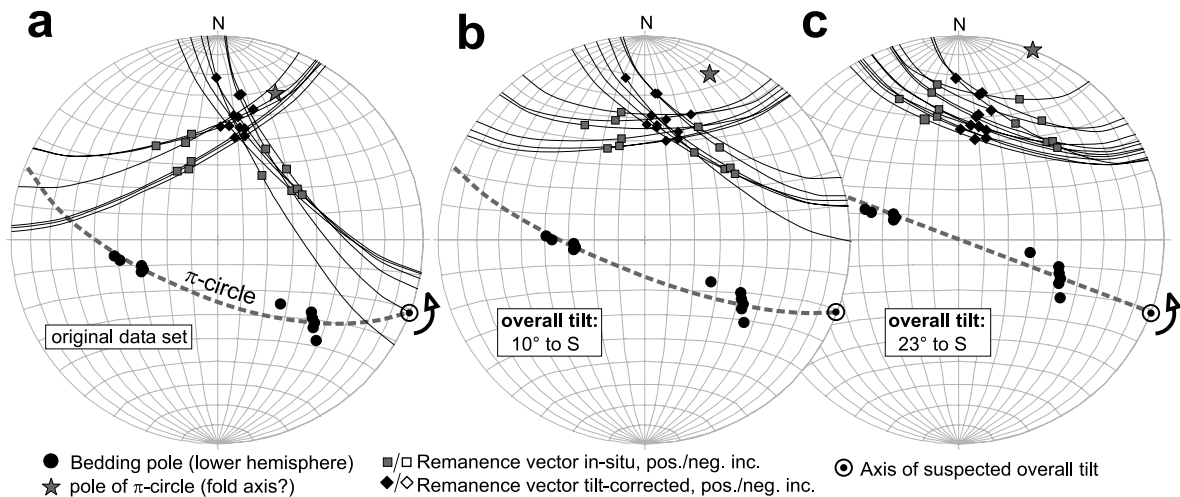 a
N
π-circle
original data set
b
N
overall tilt:
10° to S
c
N
overall tilt:
23° to S
Bedding pole (lower hemisphere)
pole of π-circle (fold axis?)
/ Remanence vector in-situ, pos./neg. inc.
/ Remanence vector tilt-corrected, pos./neg. inc.
Axis of suspected overall tilt